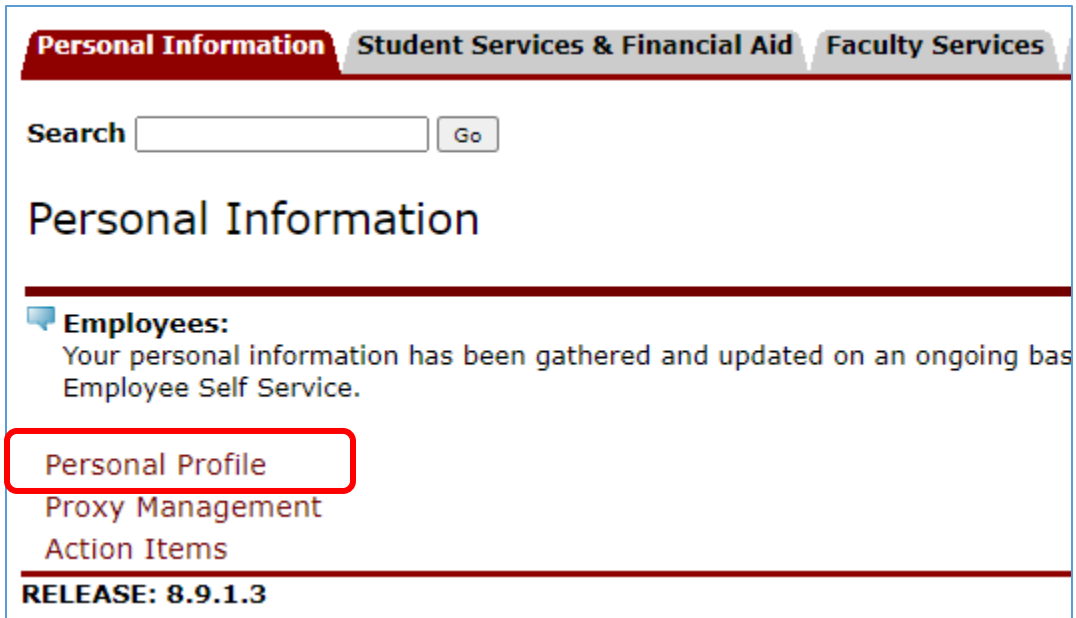 Personal Information Student Services & Financial Aid Faculty Services
Search Go
Personal Information
Employees:
Your personal information has been gathered and updated on an ongoing bas
Employee Self Service.
Personal Profile
Proxy Management
Action Items
RELEASE: 8.9.1.3